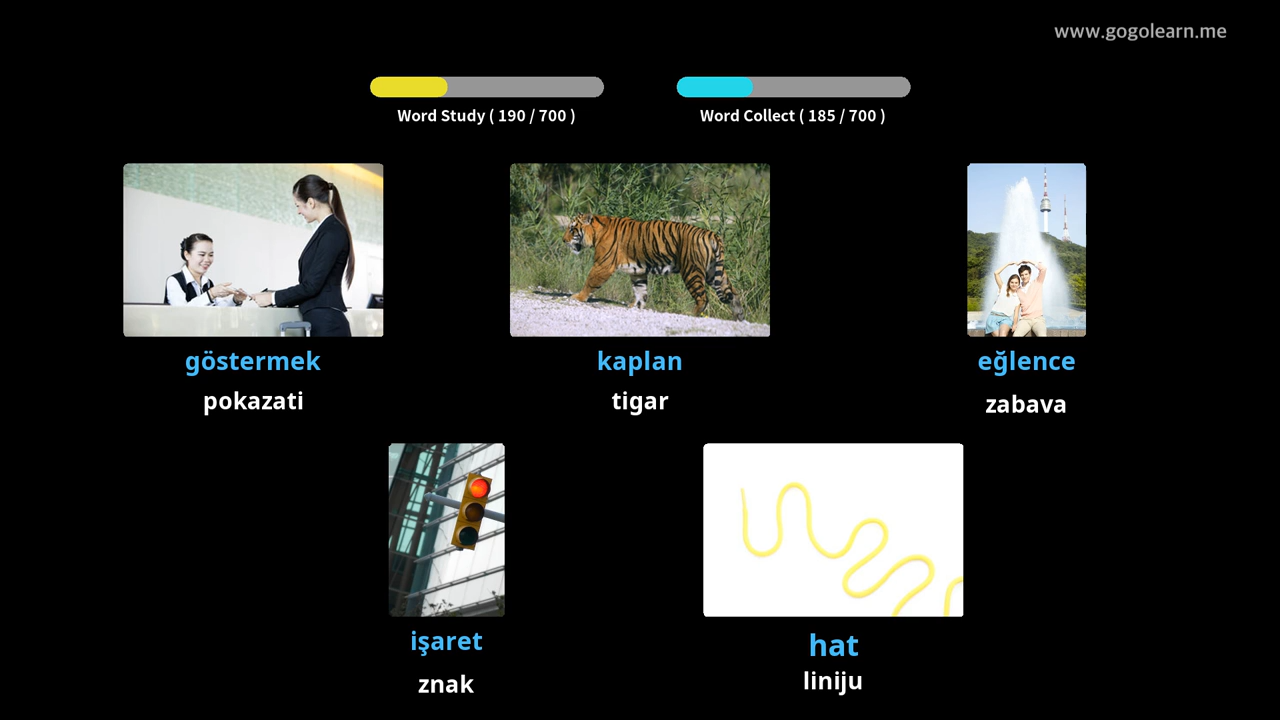 www.gogolearn.me
Word Study ( 190 / 700 )
Word Collect ( 185 / 700 )
göstermek
pokazati
kaplan
tigar
eğlence
zabava
işaret
znak
hat
liniju